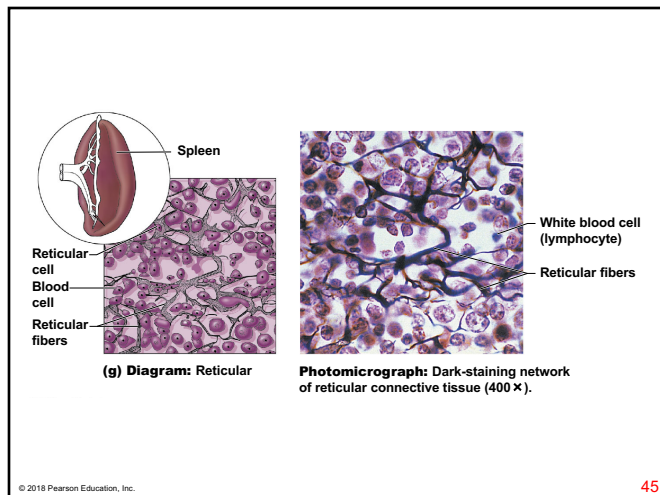 Spleen
Reticular
cell
Blood
cell
Reticular
fibers
White blood cell
(lymphocyte)
Reticular fibers
(g) Diagram: Reticular
Photomicrograph: Dark-staining network
of reticular connective tissue (400×).
© 2018 Pearson Education, Inc.
45